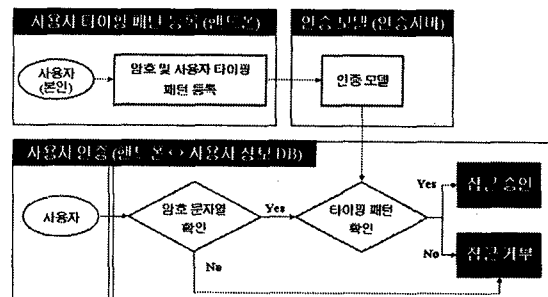 사용자 타이핑 패턴 등록 (핸드폰)
인증 모델 (인증서버)
사용자
(본인)
암호 및 사용자 타이핑
패턴 등록
인증 모델
사용자 인증 (핸드폰 ↔ 사용자 정보 DB)
사용자
암호 문자열
확인
Yes
타이핑 패턴
확인
Yes
접근 승인
No
접근 거부
No